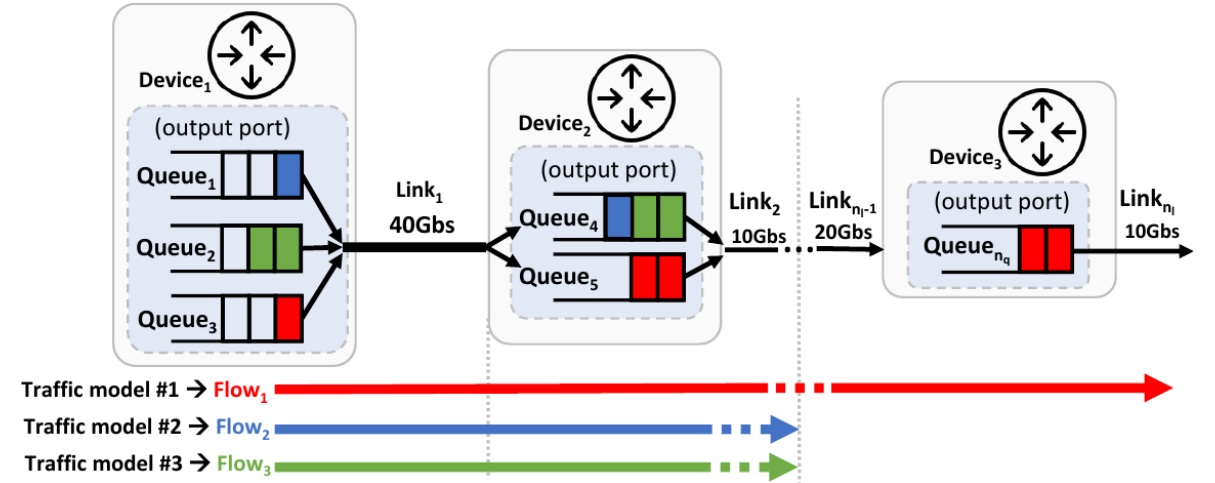 Device1
(output port)
Queue1
Queue2
Queue3
Link1
40Gbs
Device2
(output port)
Queue4
Queue5
Link2
10Gbs
Linknl-1
20Gbs
Device3
(output port)
Queuenq
Linknl
10Gbs
Traffic model #1 → Flow1
Traffic model #2 → Flow2
Traffic model #3 → Flow3